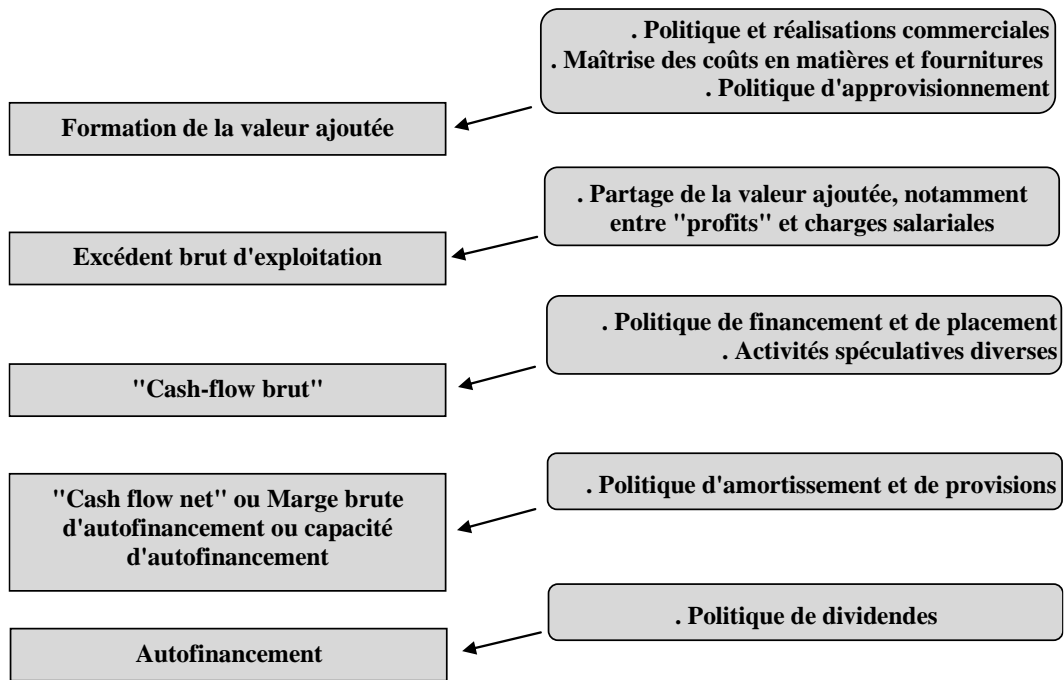 . Politique et réalisations commerciales
. Maîtrise des coûts en matières et fournitures
. Politique d'approvisionnement
Formation de la valeur ajoutée
. Partage de la valeur ajoutée, notamment
entre "profits" et charges salariales
Excédent brut d'exploitation
. Politique de financement et de placement
. Activités spéculatives diverses
"Cash-flow brut"
. Politique d'amortissement et de provisions
"Cash flow net" ou Marge brute
d'autofinancement ou capacité
d'autofinancement
. Politique de dividendes
Autofinancement